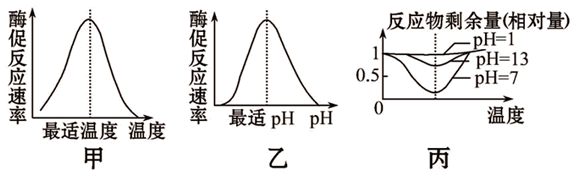 酶促反应速率
最适温度 温度
甲
酶促反应速率
最适 pH pH
乙
反应物剩余量(相对量)
1
0.5
0
pH=1
pH=13
pH=7
温度
丙